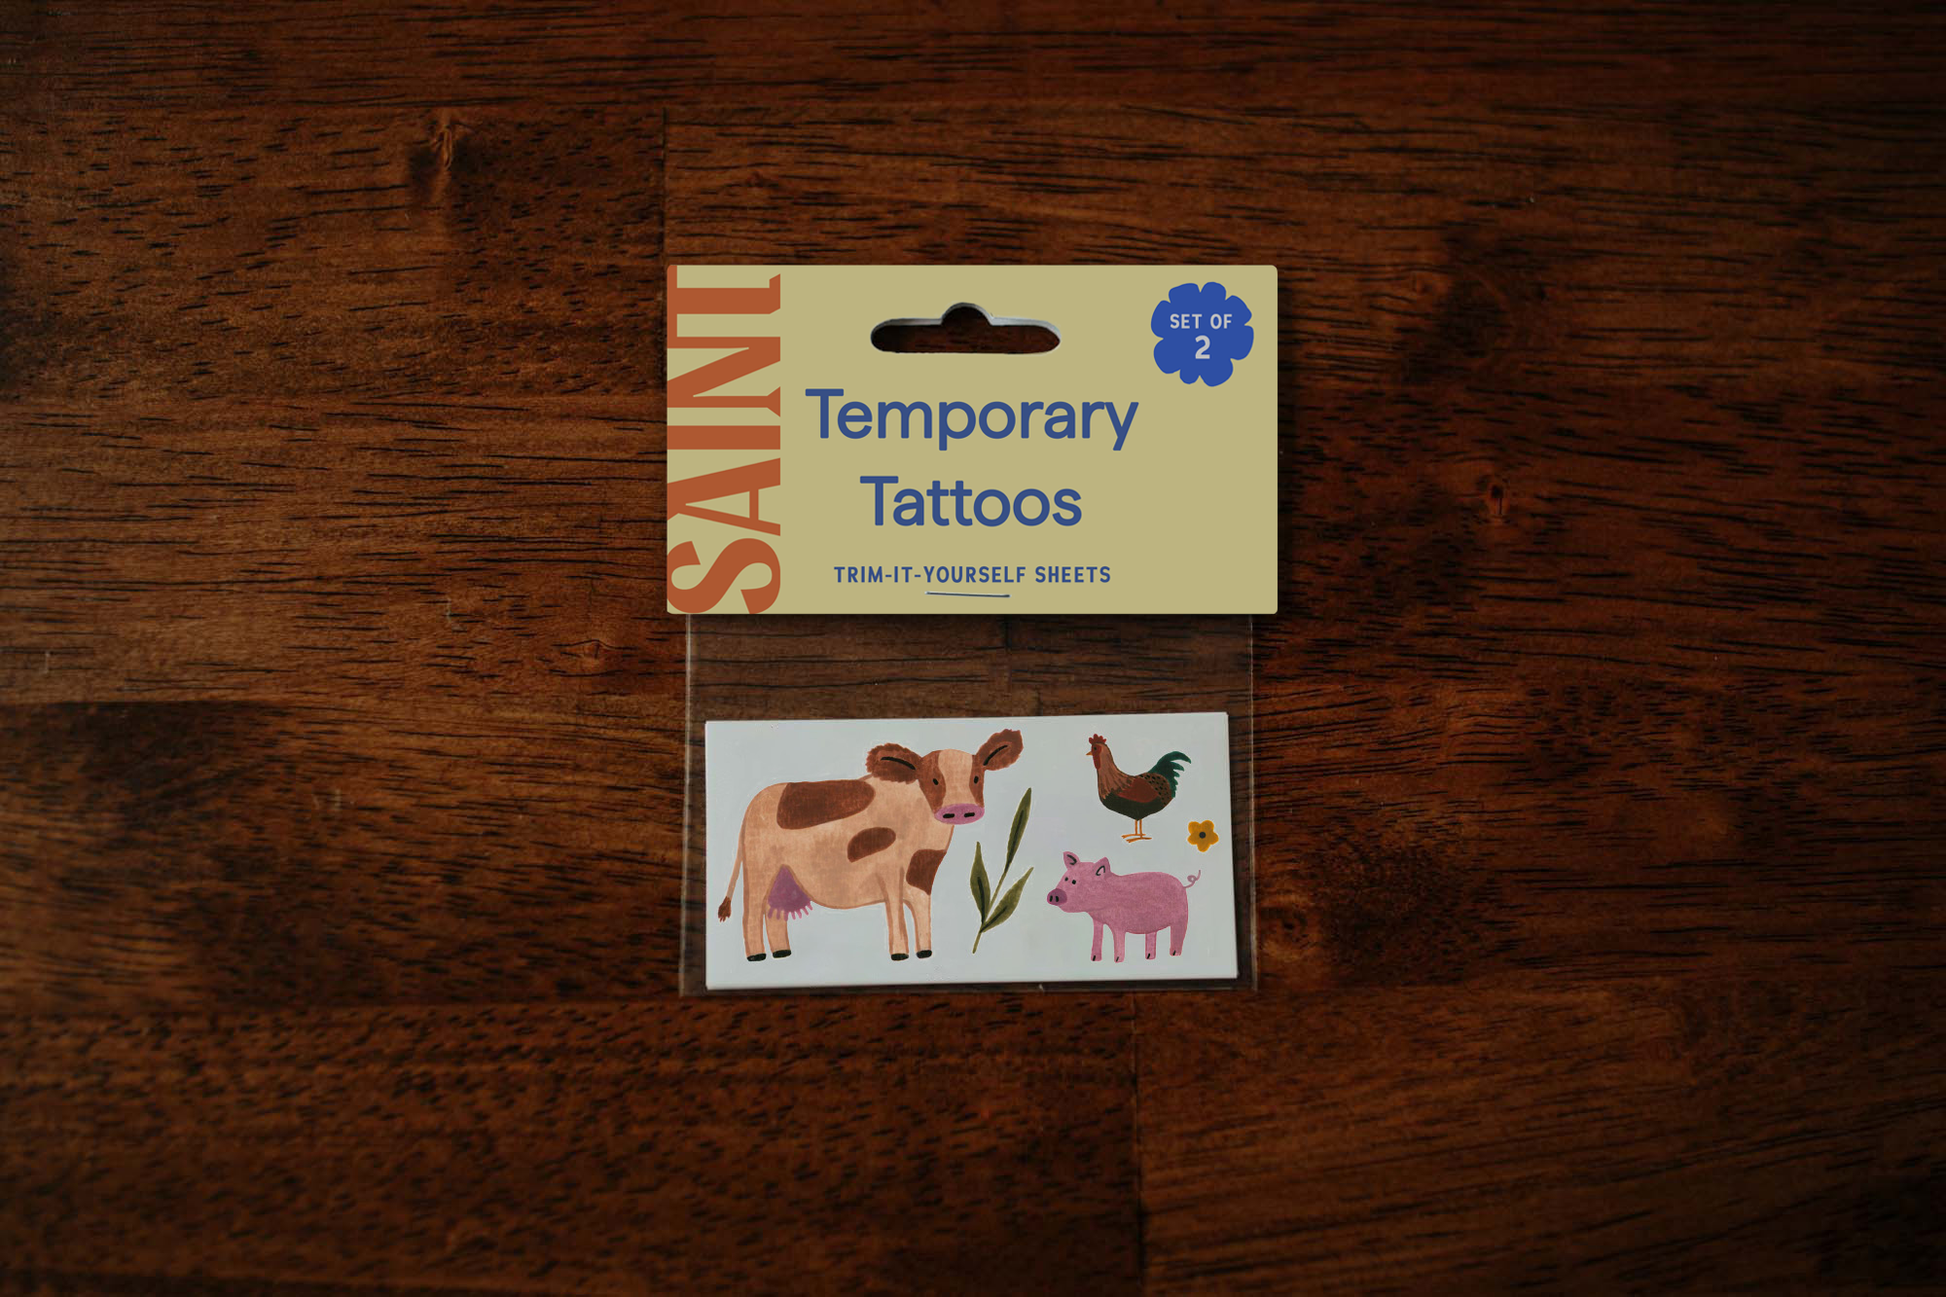 SAINT
SET OF
2
Temporary
Tattoos
TRIM-IT-YOURSELF SHEETS